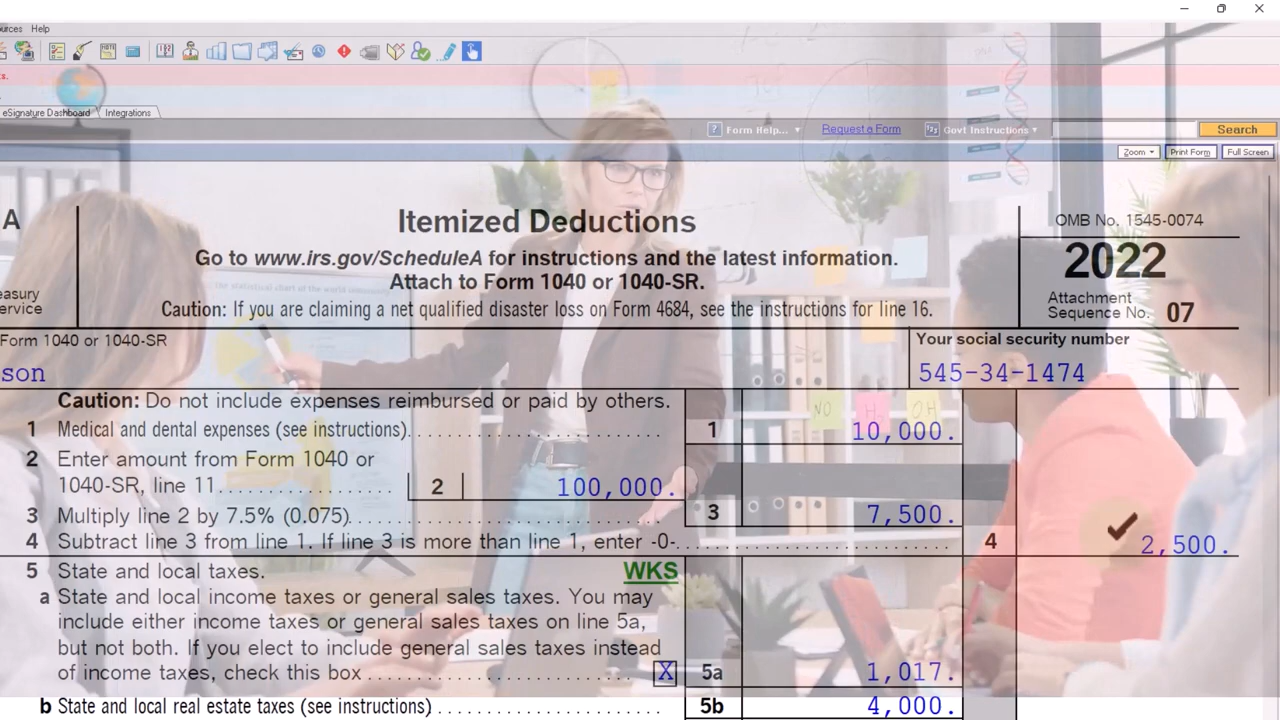 ources Help
s.
eSignature Dashboard Integrations
Form Help... Request a Form Govt Instructions Search
Zoom Print Form Full Screen
A Itemized Deductions OMB No. 1545-0074
Go to www.irs.gov/ScheduleA for instructions and the latest information. 2022
Attach to Form 1040 or 1040-SR.
easury
ervice Caution: If you are claiming a net qualified disaster loss on Form 4684, see the instructions for line 16. Attachment Sequence No. 07
Form 1040 or 1040-SR Your social security number
son 545-34-1474
Caution: Do not include expenses reimbursed or paid by others.
NO OH
1 Medical and dental expenses (see instructions) 1 10,000.
2 Enter amount from Form 1040 or
1040-SR, line 11 2 100,000.
3 Multiply line 2 by 7.5% (0.075) 3 7,500.
4 Subtract line 3 from line 1. If line 3 is more than line 1, enter -0- 4 2,500.
5 State and local taxes. WKS
a State and local income taxes or general sales taxes. You may
include either income taxes or general sales taxes on line 5a,
but not both. If you elect to include general sales taxes instead
of income taxes, check this box X 5a 1,017.
b State and local real estate taxes (see instructions) 5b 4,000.